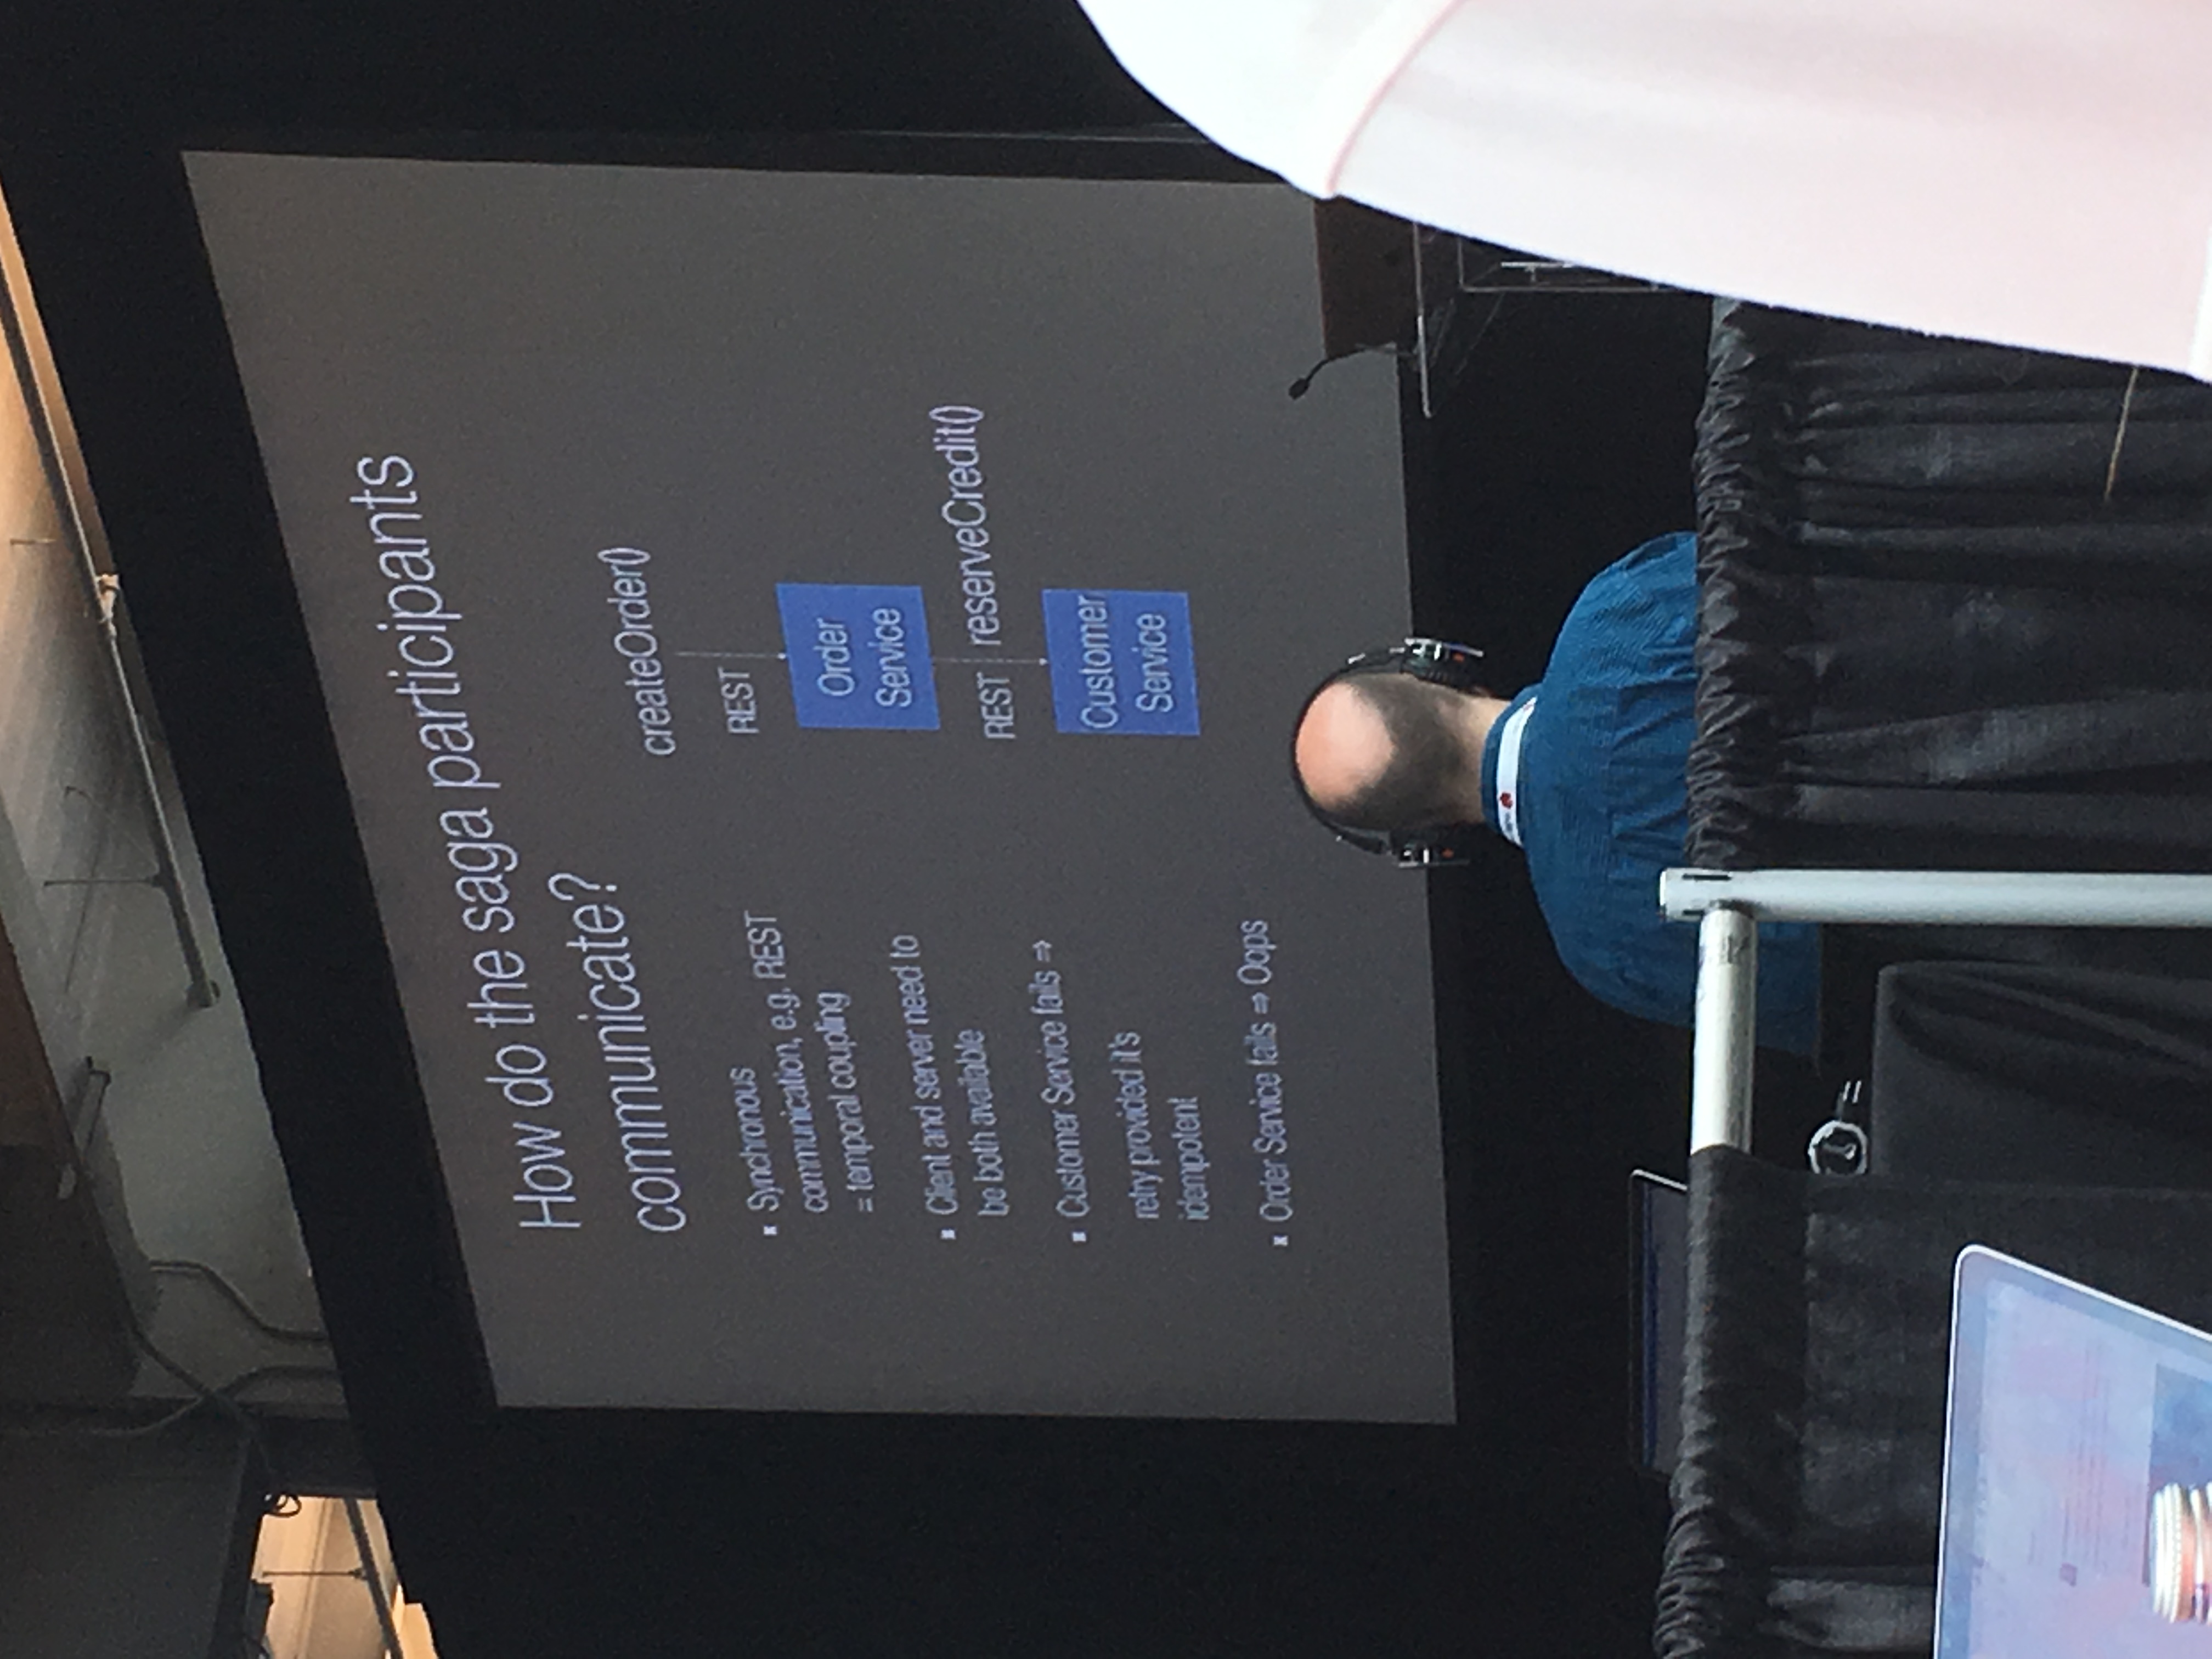 How do the saga participants
communicate?
▪ Synchronous
communication, e.g. REST
= temporal coupling
▪ Client and server need to
be both available
▪ Customer Service fails ⇒
retry provided it's
idempotent
▪ Order Service fails ⇒ Oops
createOrder()
REST
Order
Service
REST reserveCredit()
Customer
Service